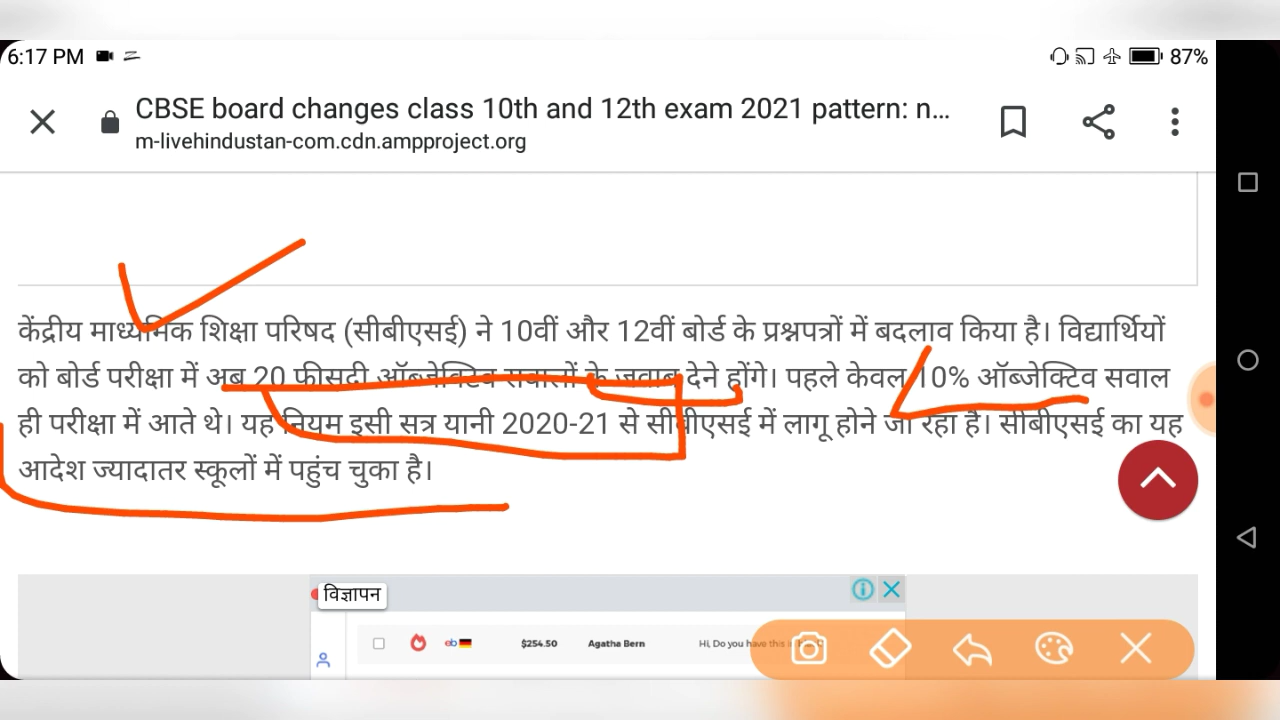 6:17 PM 87%
CBSE board changes class 10th and 12th exam 2021 pattern: n...
m-livehindustan-com.cdn.ampproject.org
केंद्रीय माध्यमिक शिक्षा परिषद (सीबीएसई) ने 10वीं और 12वीं बोर्ड के प्रश्नपत्रों में बदलाव किया है। विद्यार्थियों
को बोर्ड परीक्षा में अब 20 फीसदी ऑब्जेक्टिव सवालों के जवाब देने होंगे। पहले केवल 10% ऑब्जेक्टिव सवाल
ही परीक्षा में आते थे। यह नियम इसी सत्र यानी 2020-21 से सीबीएसई में लागू होने जा रहा है। सीबीएसई का यह
आदेश ज्यादातर स्कूलों में पहुंच चुका है।
विज्ञापन
$254.50 Agatha Bern Hi, Do you have this